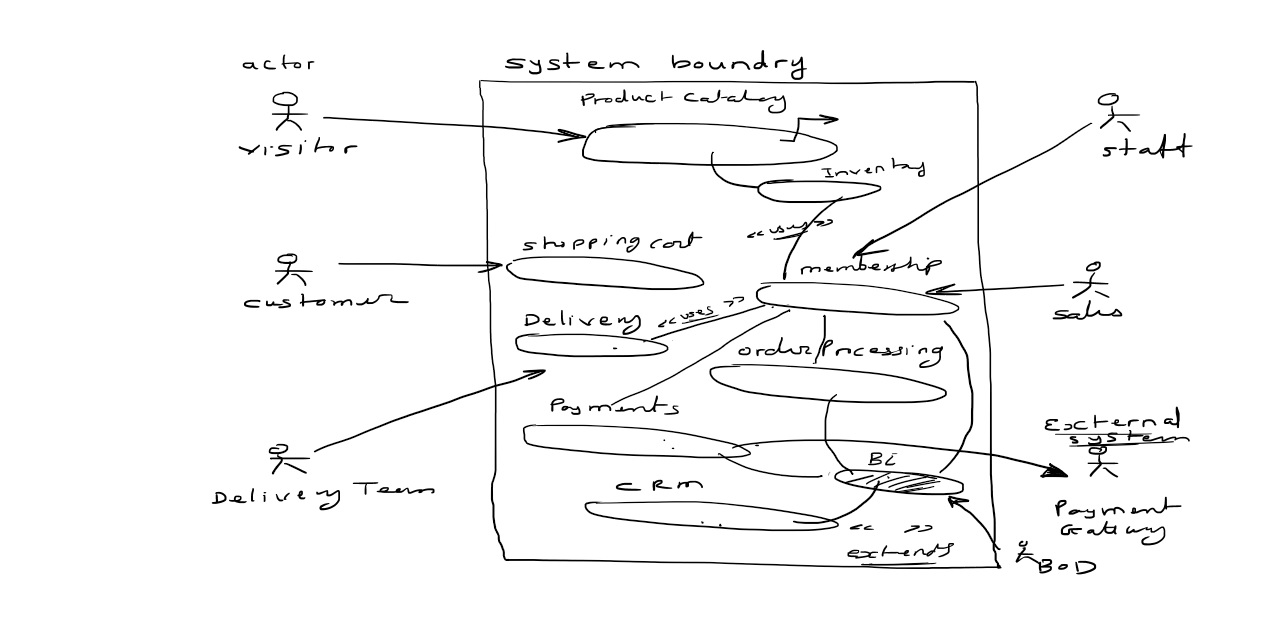 actor
system boundry
Product Catalog
visitor
staff
Inventory
<< uses >>
shopping cart
membership
customer
sales
Delivery
<< uses >>
order Processing
Payments
External
system
BI
CRM
Delivery Team
Payment
Gateway
<< >>
extends
BOD